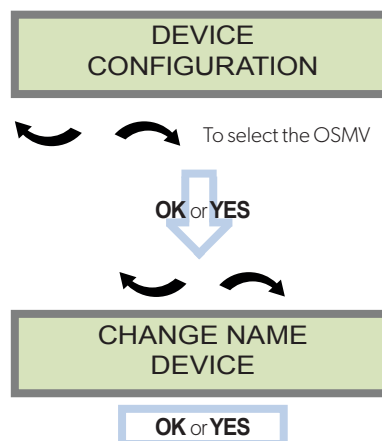 DEVICE
CONFIGURATION
To select the OSMV
OK or YES
CHANGE NAME
DEVICE
OK or YES